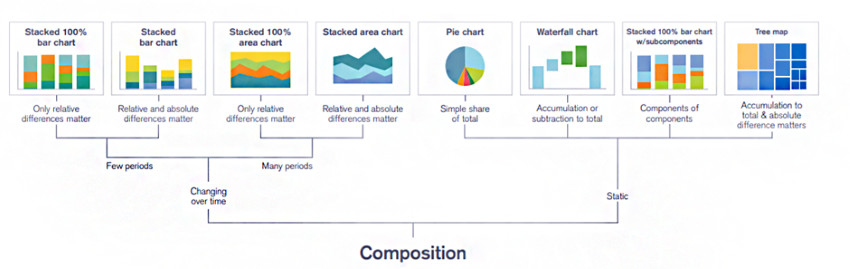 Stacked 100%
bar chart
Stacked
bar chart
Stacked 100%
area chart
Stacked area chart
Pie chart
Waterfall chart
Stacked 100% bar chart
w/subcomponents
Tree map
Only relative
differences matter
Relative and absolute
differences matter
Only relative
differences matter
Relative and absolute
differences matter
Simple share
of total
Accumulation or
subtraction to total
Components of
components
Accumulation to
total & absolute
difference matters
Few periods
Many periods
Changing
over time
Static
Composition